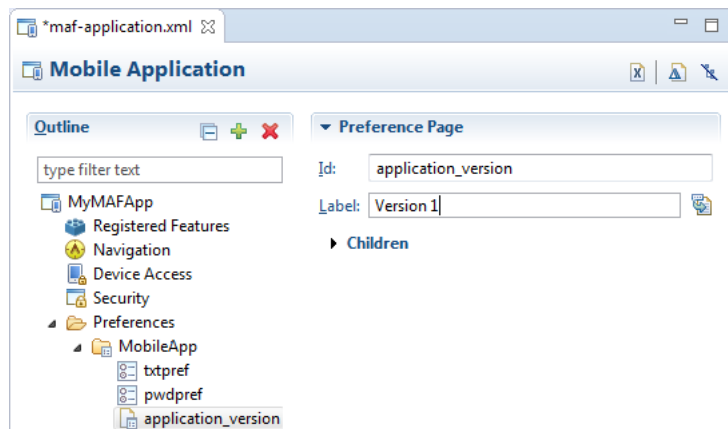 *maf-application.xml
Mobile Application
Outline
type filter text
MyMAFApp
Registered Features
Navigation
Device Access
Security
Preferences
MobileApp
txtpref
pwdpref
application_version
Preference Page
Id: application_version
Label: Version 1
Children